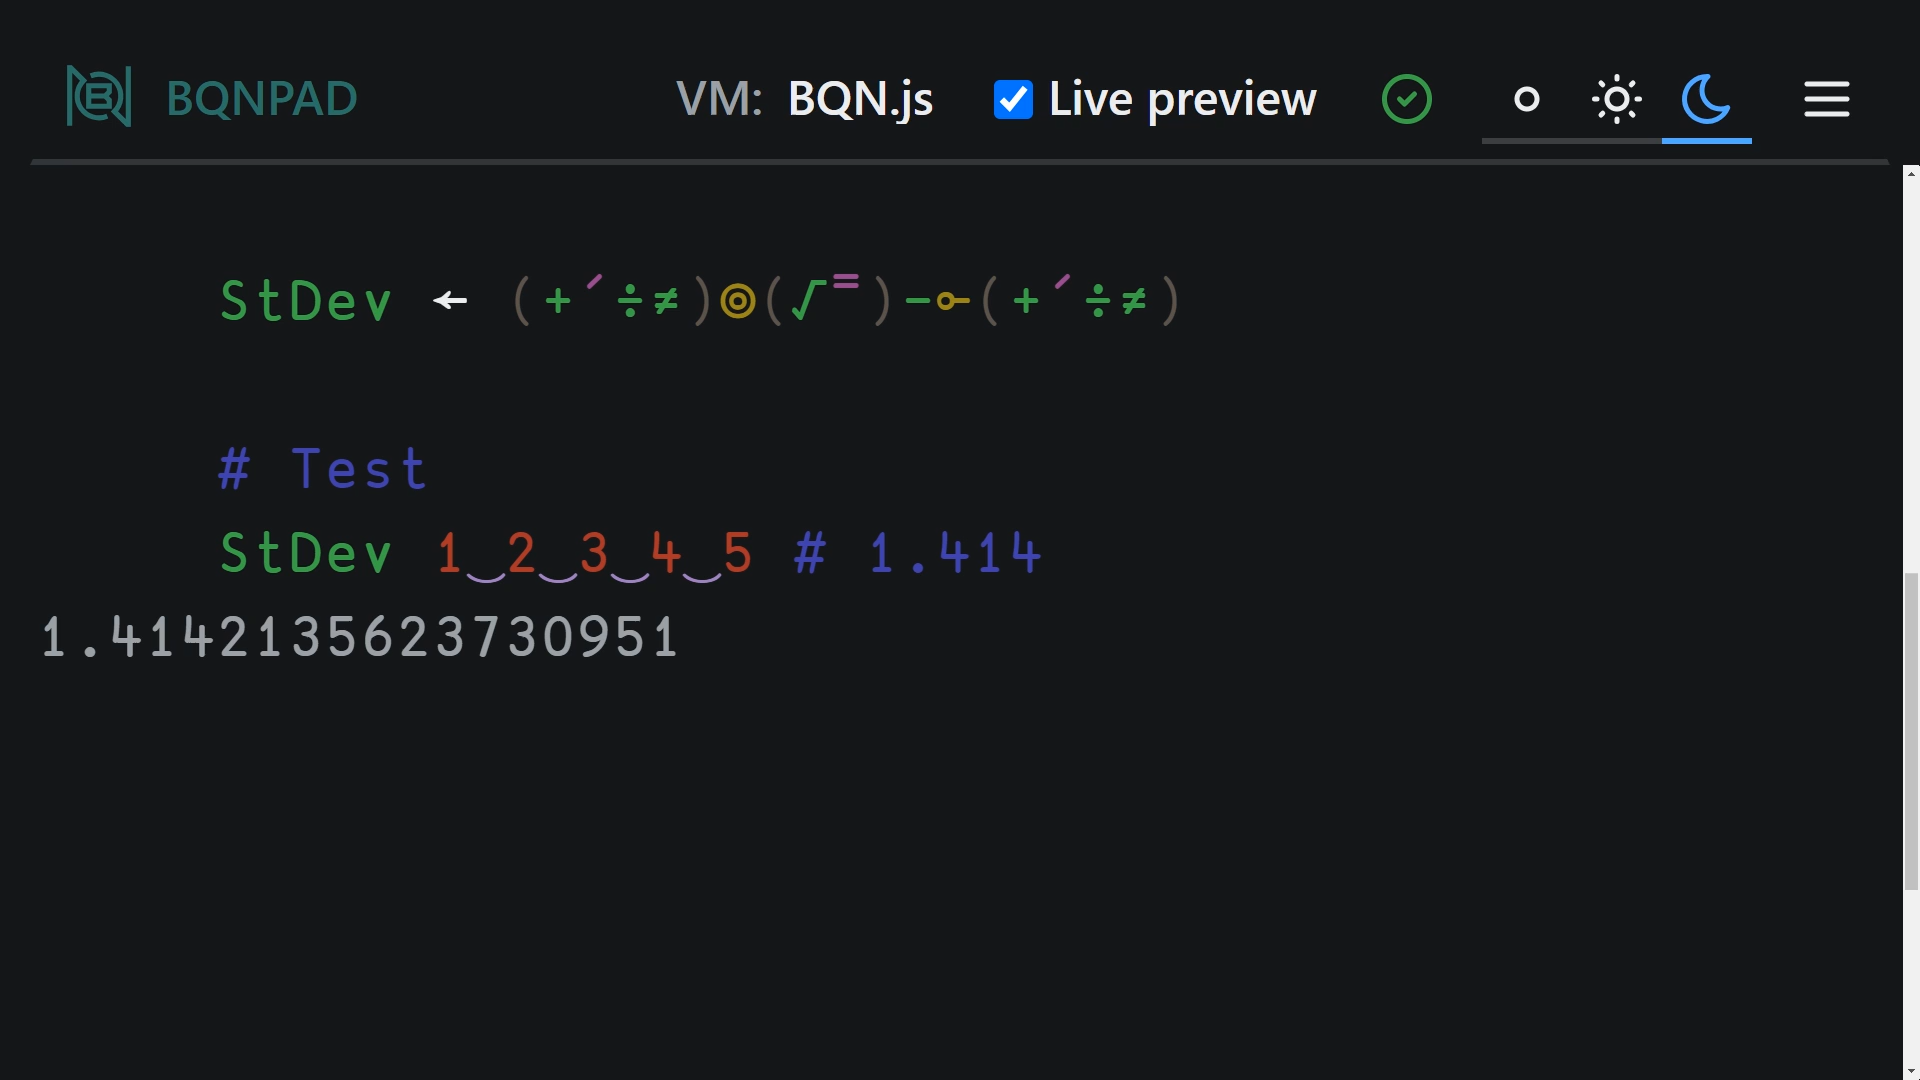 BQNPAD VM: BQN.js Live preview
StDev ← (+´÷≠)⌾(√⁼)-⟜(+´÷≠)
# Test
StDev 1‿2‿3‿4‿5 # 1.414
1.4142135623730951